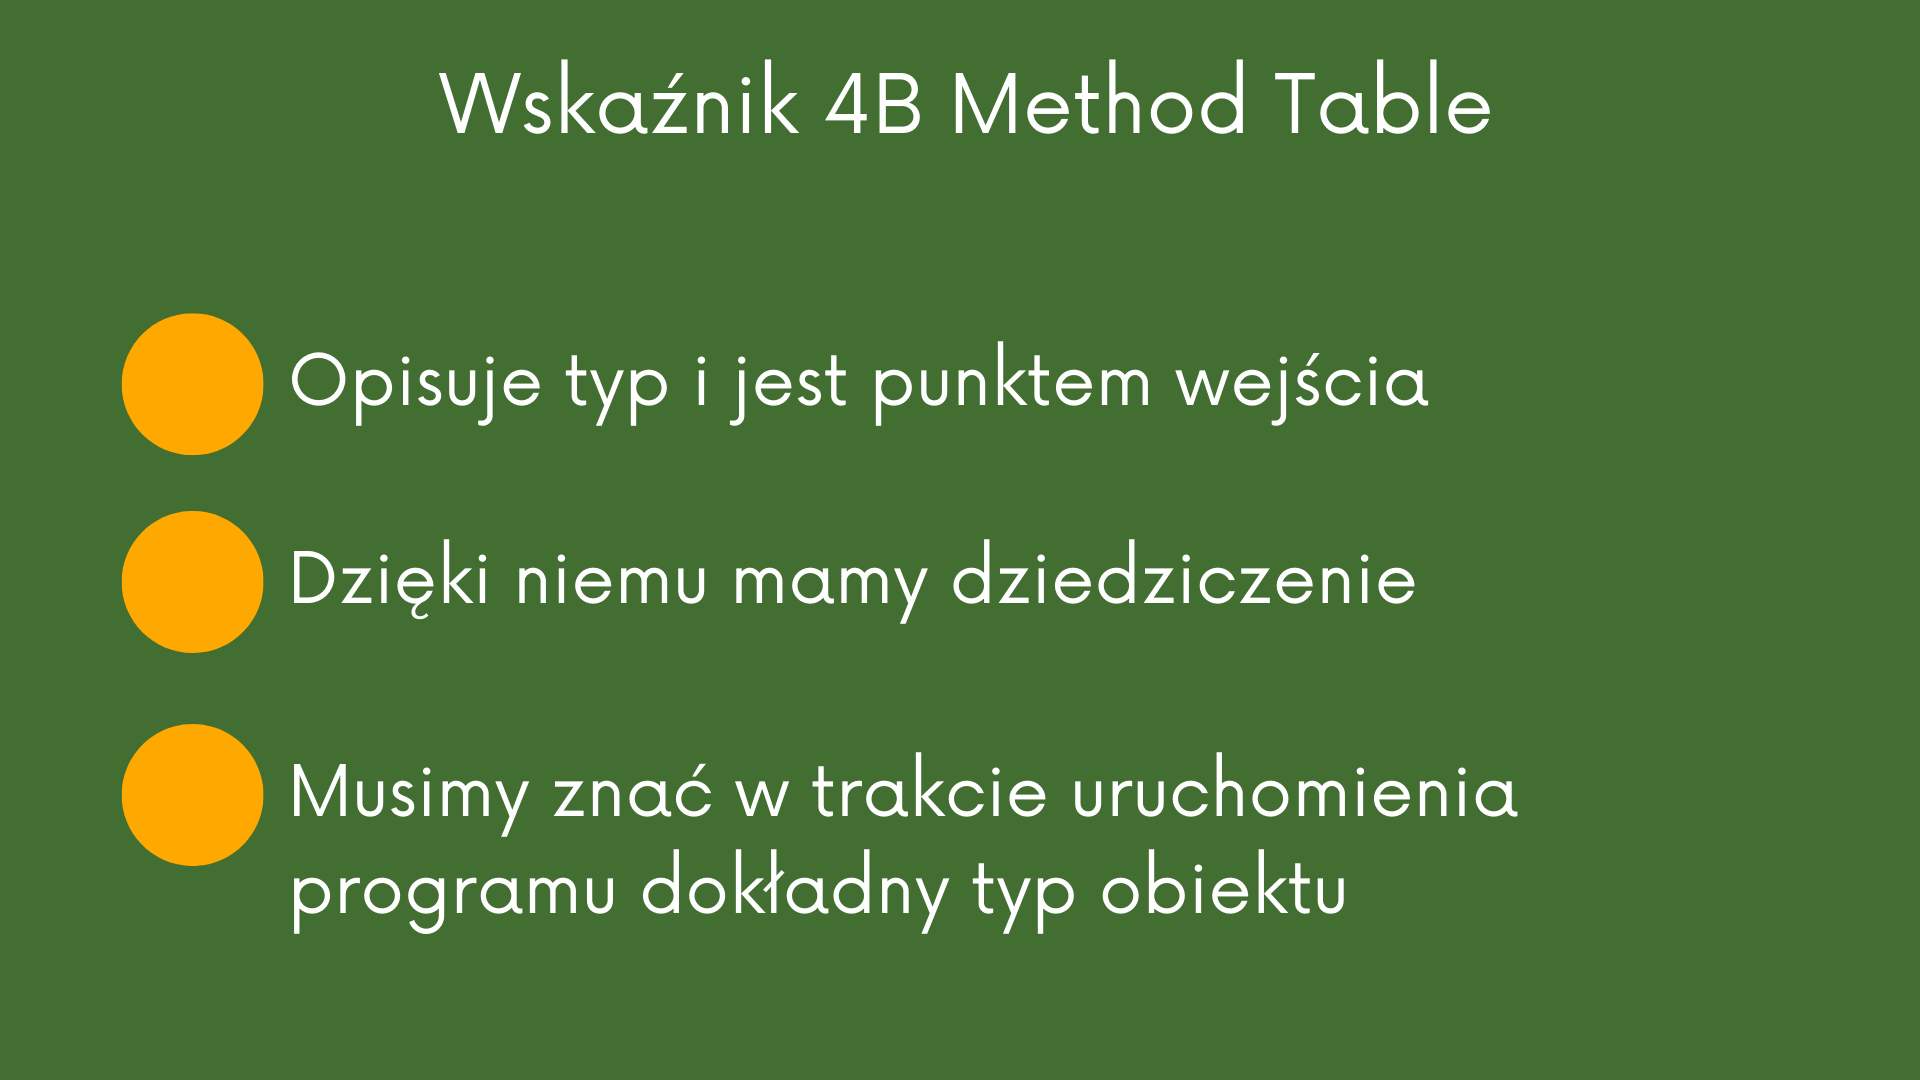 Wskaźnik 4B Method Table
Opisuje typ i jest punktem wejścia
Dzięki niemu mamy dziedziczenie
Musimy znać w trakcie uruchomienia
programu dokładny typ obiektu